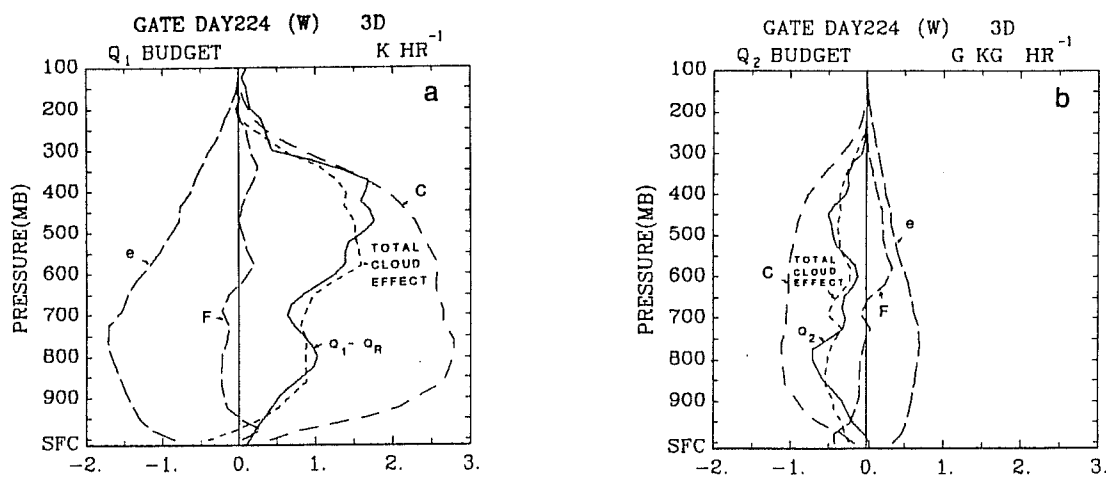 GATE DAY224 (W) 3D
Q1 BUDGET K HR-1
a
PRESSURE(MB)
100
200
300
400
500
600
700
800
900
SFC
-2. -1. 0. 1. 2. 3.
C
e
TOTAL
CLOUD
EFFECT
F
Q1- QR
GATE DAY224 (W) 3D
Q2 BUDGET G KG HR-1
b
PRESSURE(MB)
100
200
300
400
500
600
700
800
900
SFC
-2. -1. 0. 1. 2. 3.
e
C
TOTAL
CLOUD
EFFECT
F
Q2